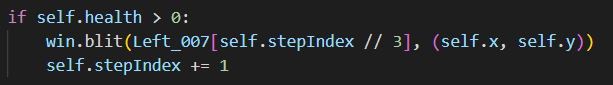 if self.health > 0:
    win.blit(Left_007[self.stepIndex // 3], (self.x, self.y))
    self.stepIndex += 1